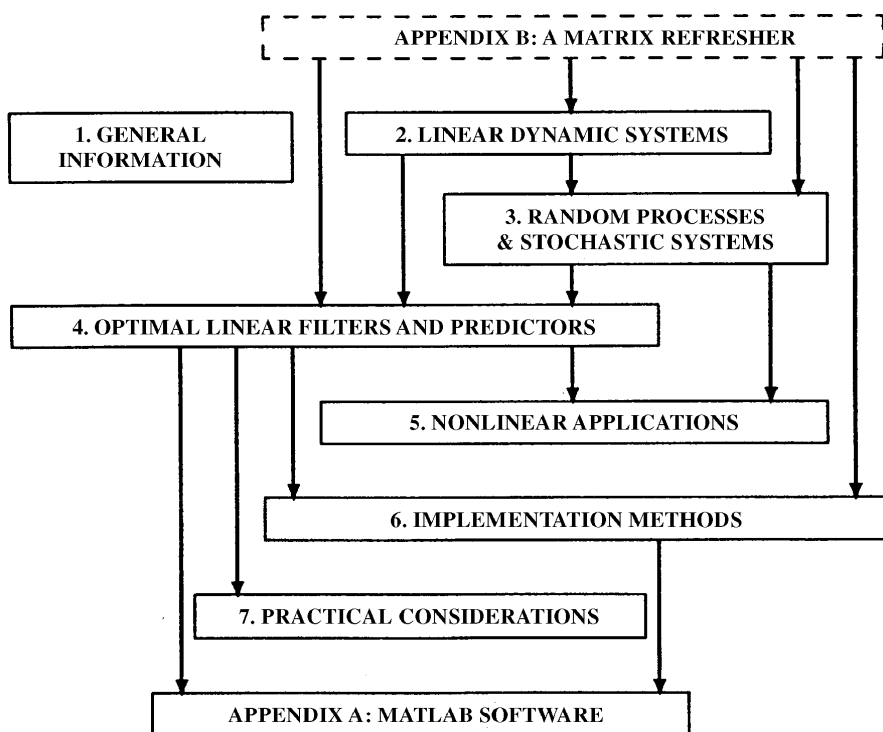 APPENDIX B: A MATRIX REFRESHER
1. GENERAL
INFORMATION
2. LINEAR DYNAMIC SYSTEMS
3. RANDOM PROCESSES
& STOCHASTIC SYSTEMS
4. OPTIMAL LINEAR FILTERS AND PREDICTORS
5. NONLINEAR APPLICATIONS
6. IMPLEMENTATION METHODS
7. PRACTICAL CONSIDERATIONS
APPENDIX A: MATLAB SOFTWARE